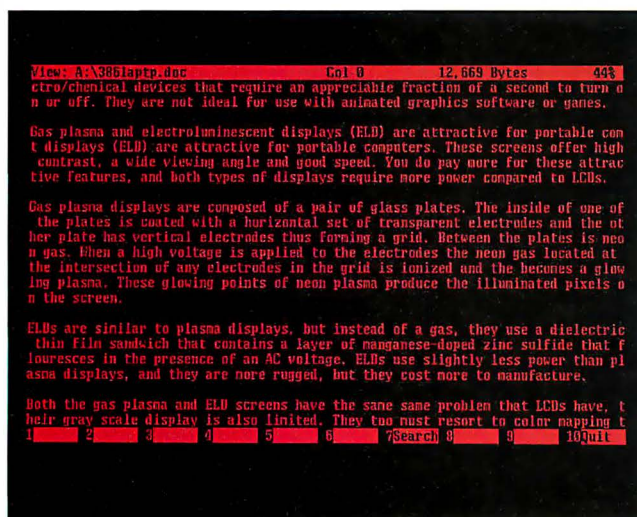 View: A:\386laptp.doc Col 0 12,669 Bytes 44%
ctro/chemical devices that require an appreciable fraction of a second to turn o
n or off. They are not ideal for use with animated graphics software or games.
Gas plasma and electroluminescent displays (ELD) are attractive for portable com
t displays (ELD) are attractive for portable computers. These screens offer high
contrast, a wide viewing angle and good speed. You do pay more for these attrac
tive features, and both types of displays require more power compared to LCDs.
Gas plasma displays are composed of a pair of glass plates. The inside of one of
the plates is coated with a horizontal set of transparent electrodes and the ot
her plate has vertical electrodes thus forming a grid. Between the plates is neo
n gas. When a high voltage is applied to the electrodes the neon gas located at
the intersection of any electrodes in the grid is ionized and the becomes a glow
ing plasma. These glowing points of neon plasma produce the illuminated pixels o
n the screen.
ELDs are similar to plasma displays, but instead of a gas, they use a dielectric
thin film sandwich that contains a layer of manganese-doped zinc sulfide that f
louresces in the presence of an AC voltage. ELDs use slightly less power than pl
asma displays, and they are more rugged, but they cost more to manufacture.
Both the gas plasma and ELD screens have the same same problem that LCDs have, t
heir gray scale display is also limited. They too must resort to color mapping t
1 2 3 4 5 6 7Search 8 9 10Quit